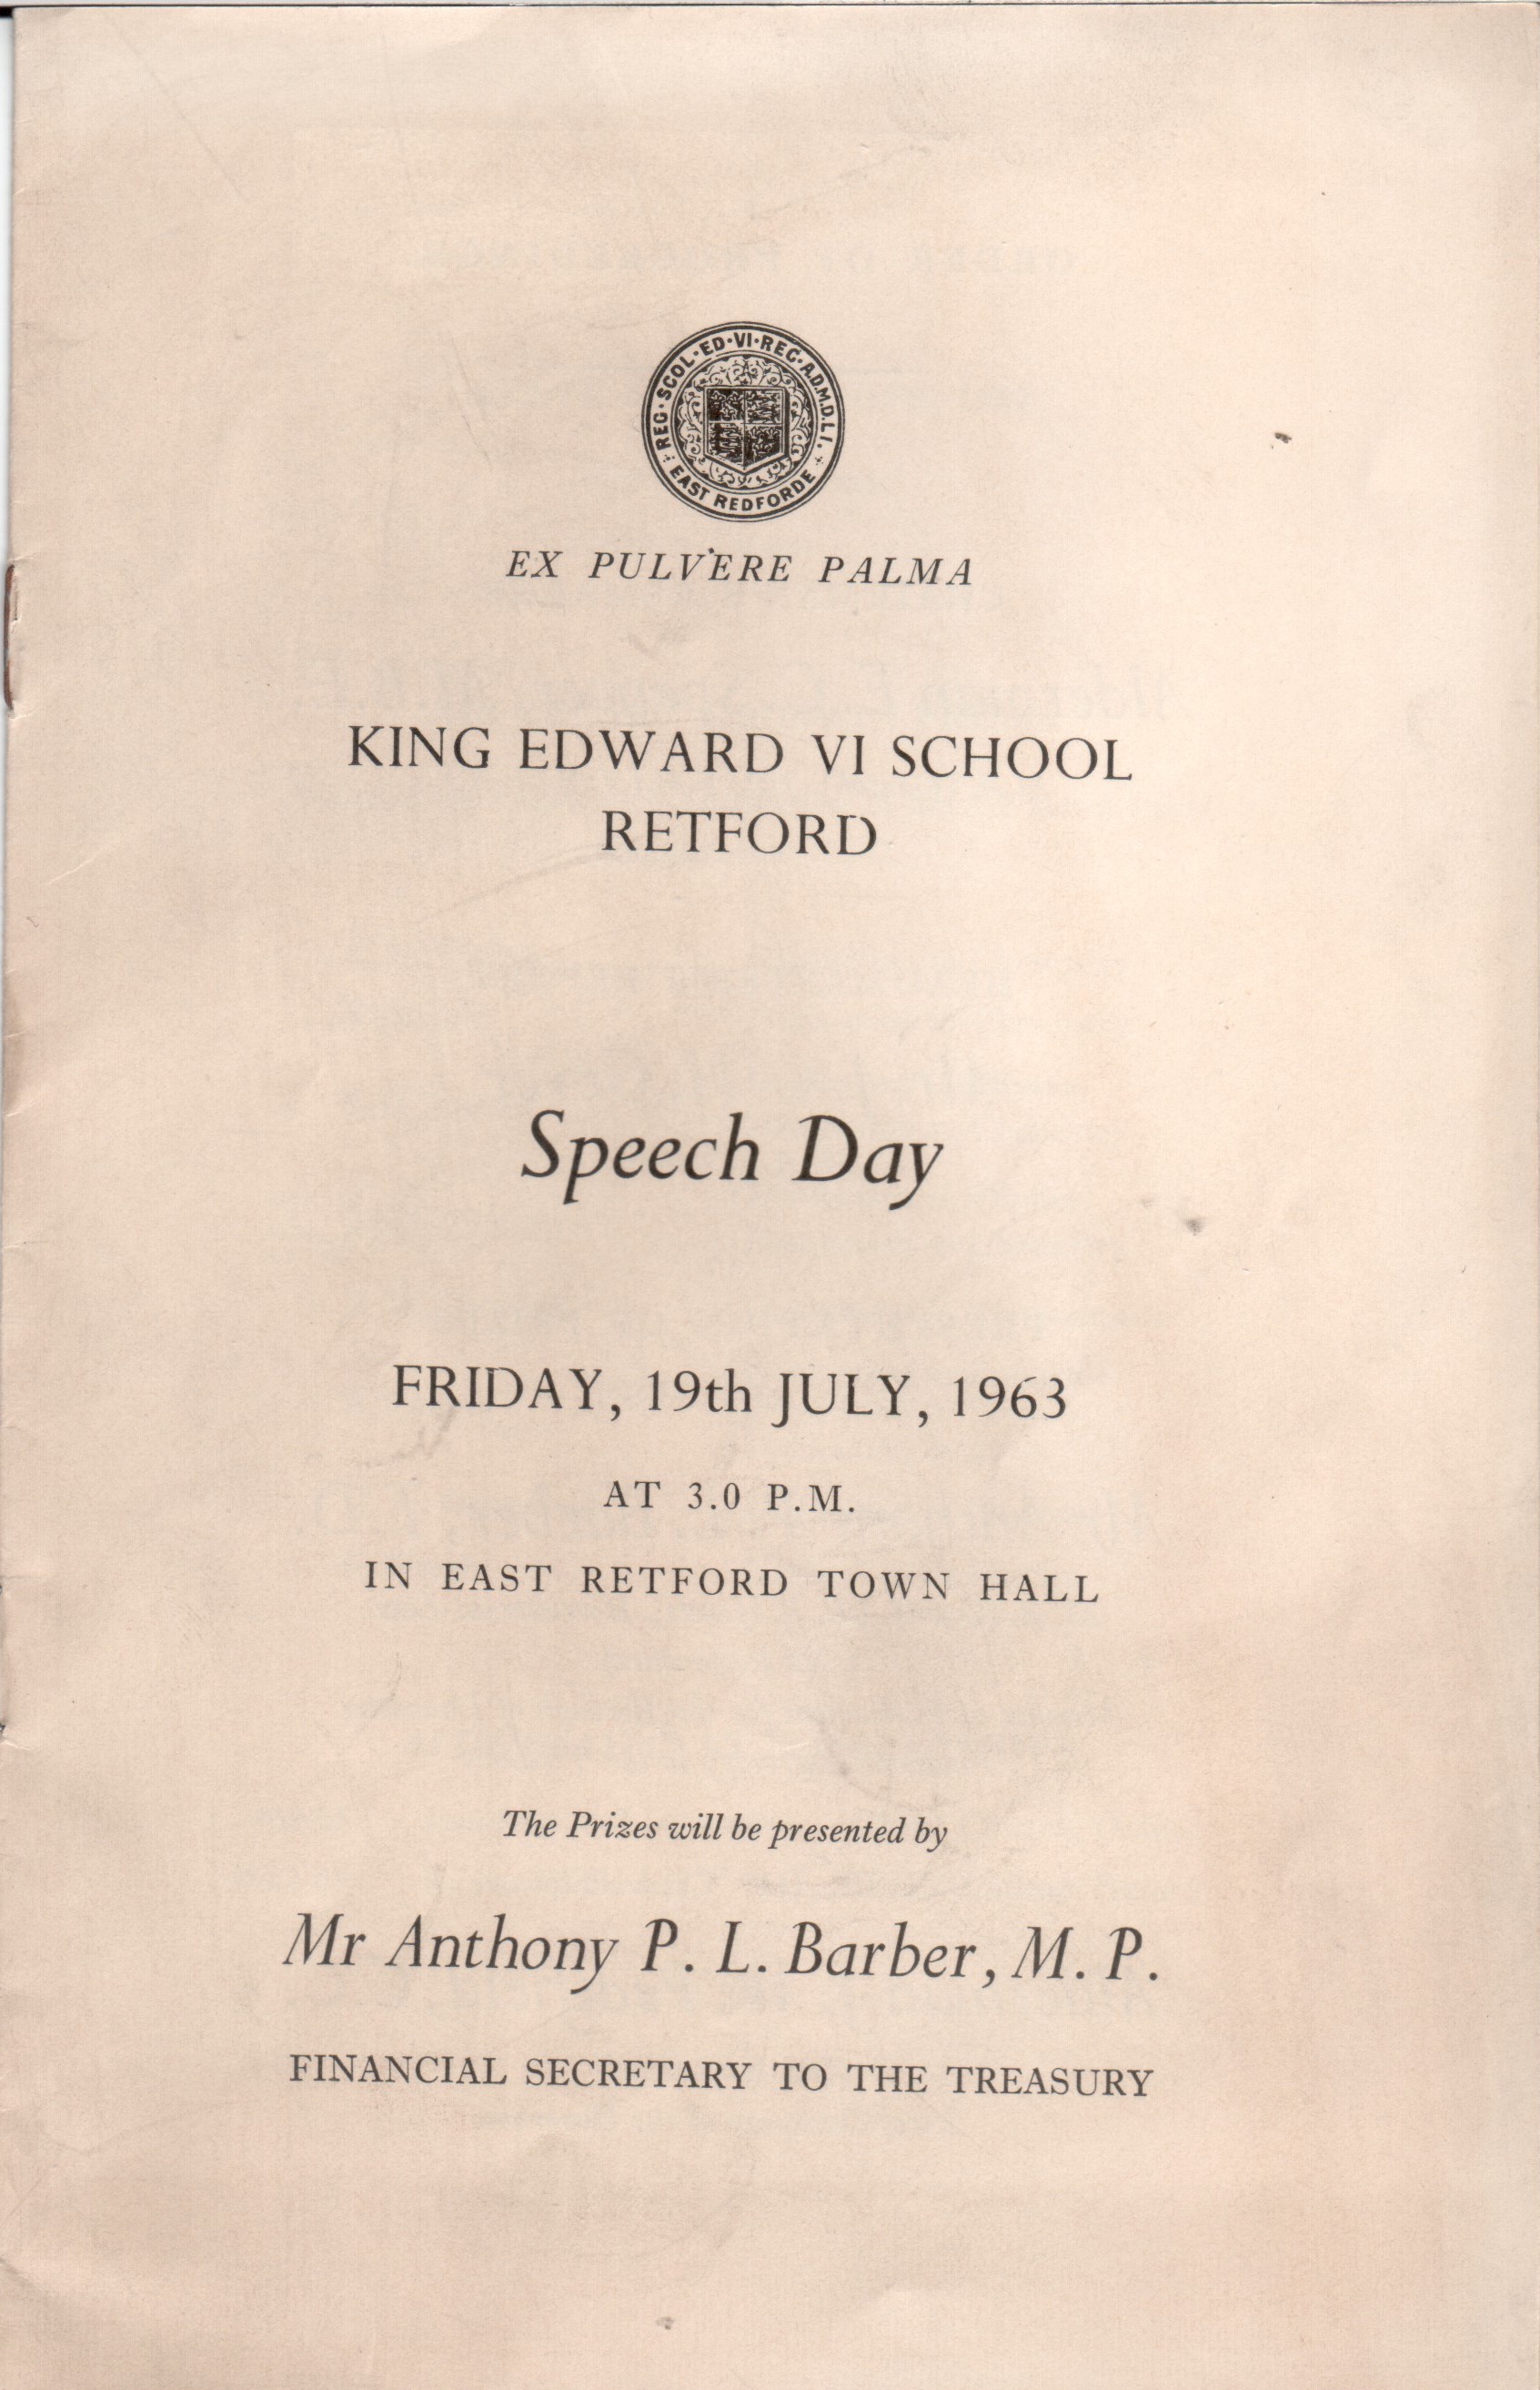 REG · SCOL · ED · VI · REG · A.D.M.D.L.I.
EAST REDFORDE
EX PULVERE PALMA
KING EDWARD VI SCHOOL
RETFORD
Speech Day
FRIDAY, 19th JULY, 1963
AT 3.0 P.M.
IN EAST RETFORD TOWN HALL
The Prizes will be presented by
Mr Anthony P. L. Barber, M. P.
FINANCIAL SECRETARY TO THE TREASURY